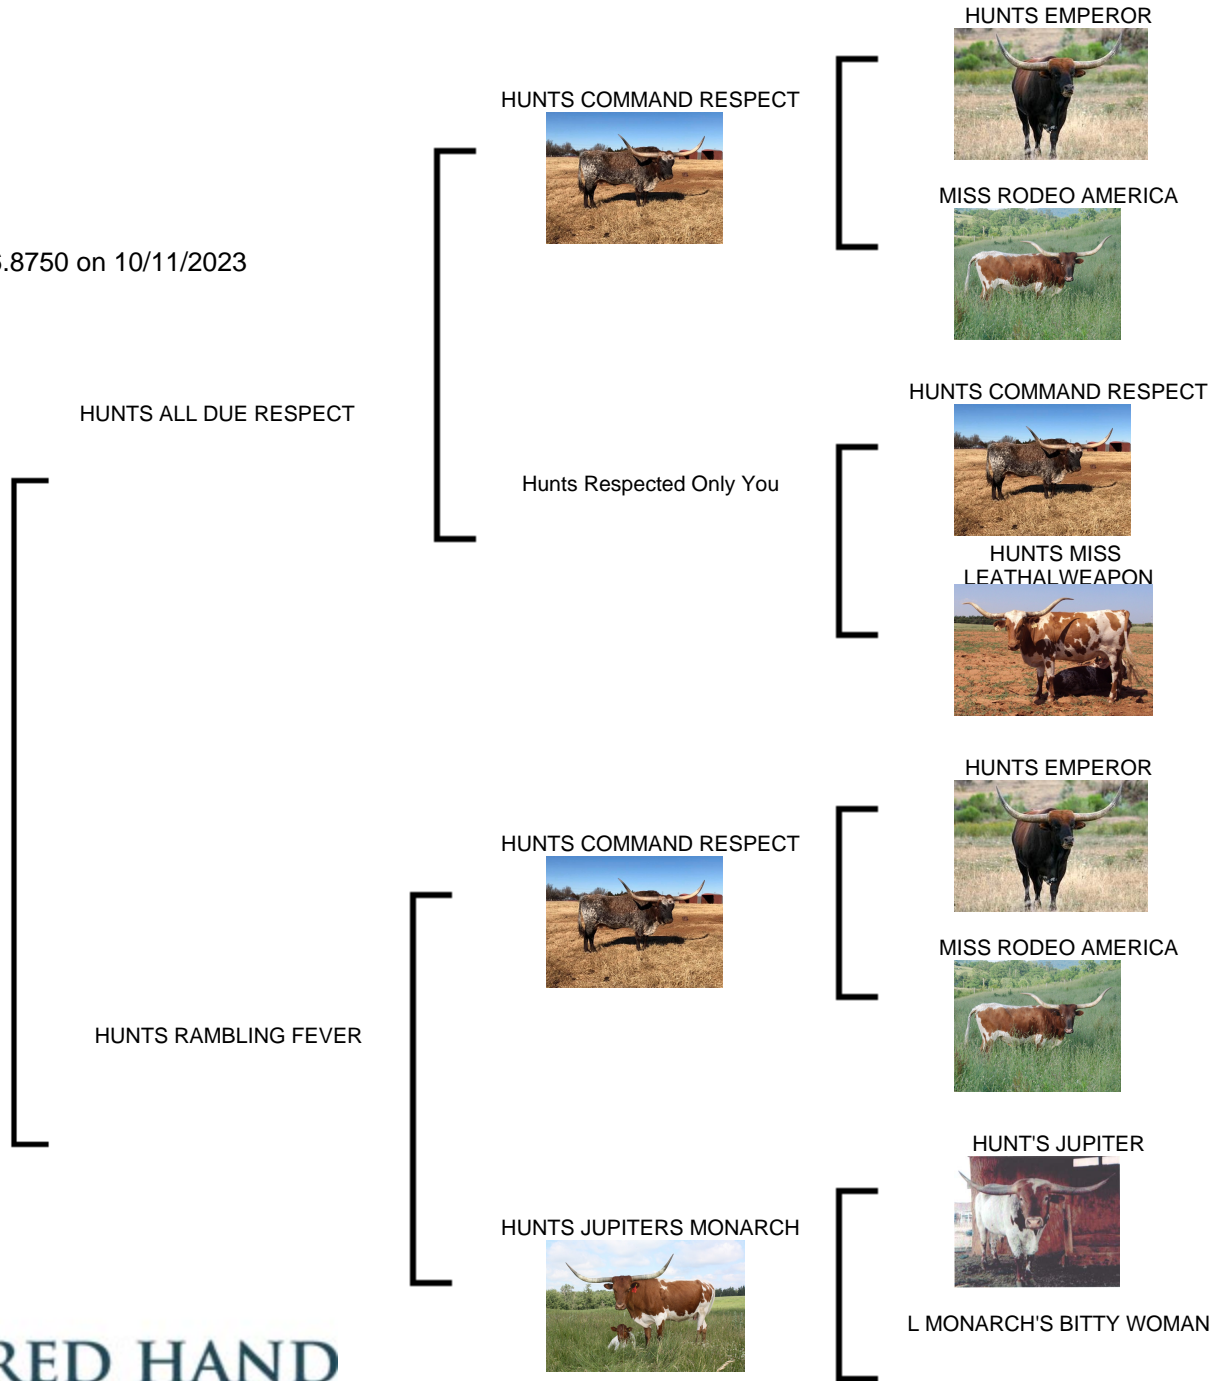 HUNTS EMPEROR
HUNTS COMMAND RESPECT
MISS RODEO AMERICA
.8750 on 10/11/2023
HUNTS COMMAND RESPECT
HUNTS ALL DUE RESPECT
Hunts Respected Only You
HUNTS MISS
LEATHALWEAPON
HUNTS EMPEROR
HUNTS COMMAND RESPECT
MISS RODEO AMERICA
HUNTS RAMBLING FEVER
HUNT'S JUPITER
HUNTS JUPITERS MONARCH
L MONARCH'S BITTY WOMAN
RED HAND